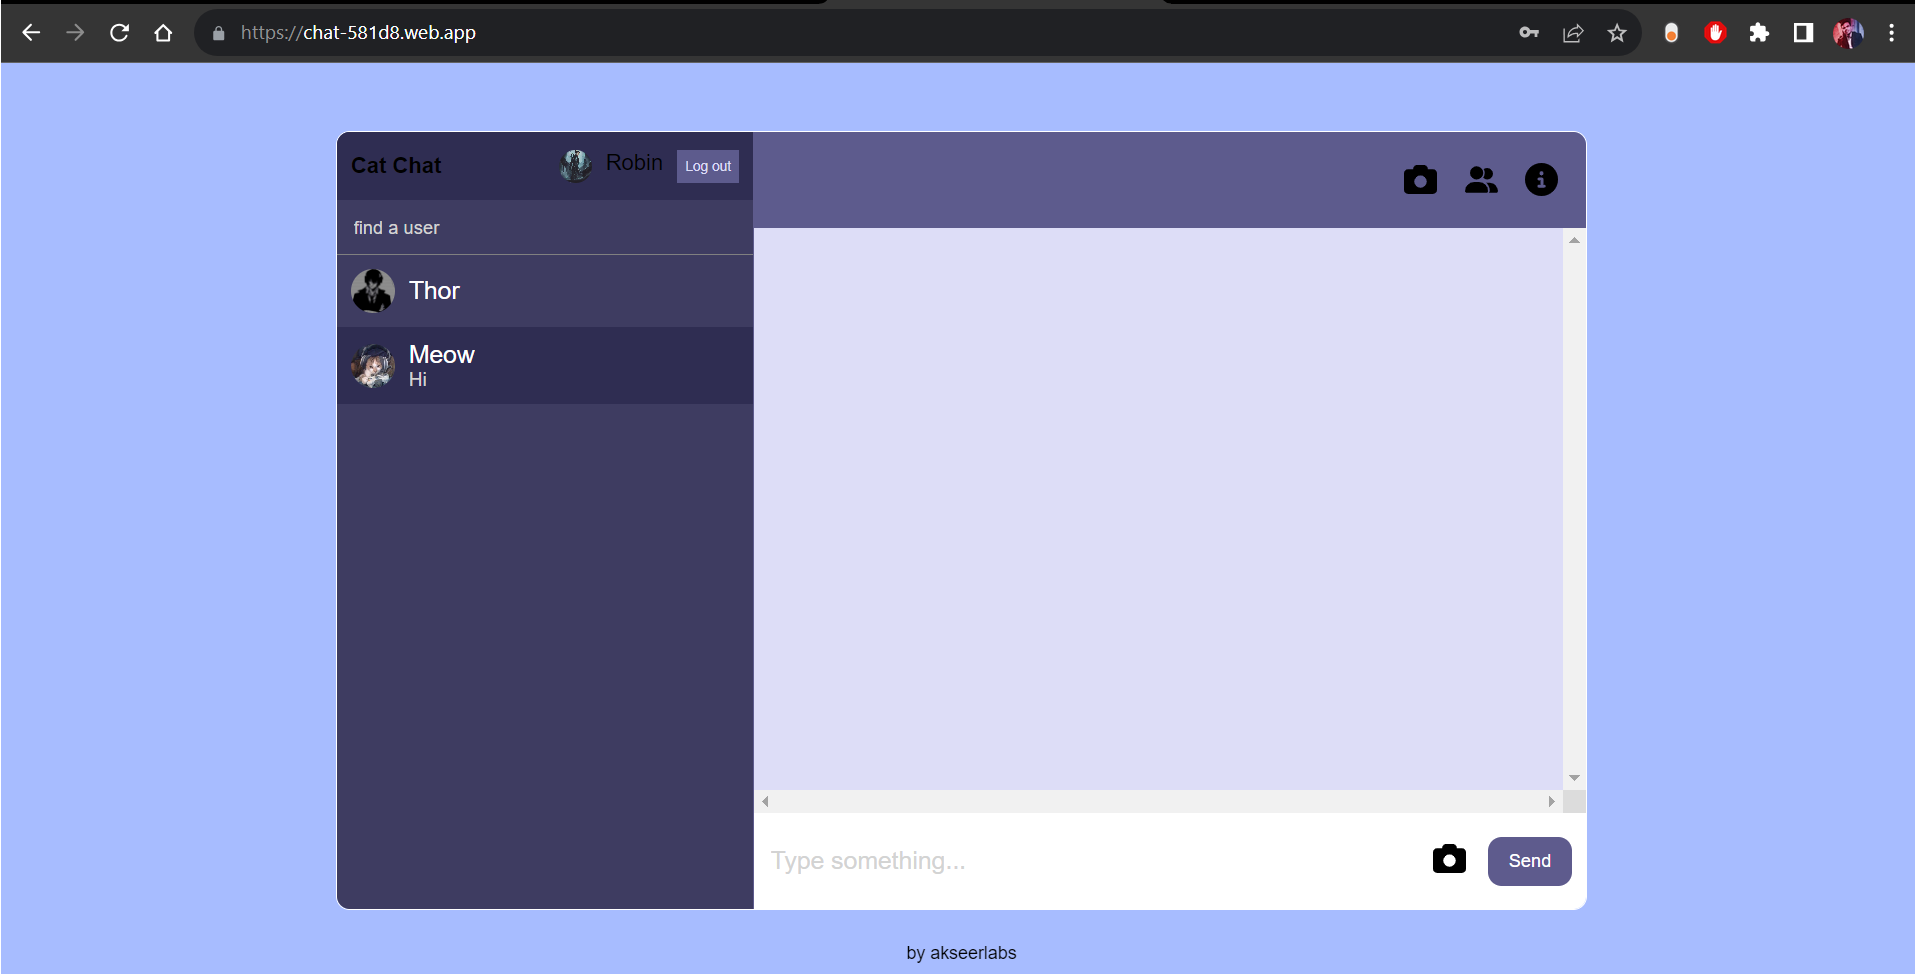 https://chat-581d8.web.app
Cat Chat
Robin
Log out
find a user
Thor
Meow
Hi
Type something...
Send
by akseerlabs